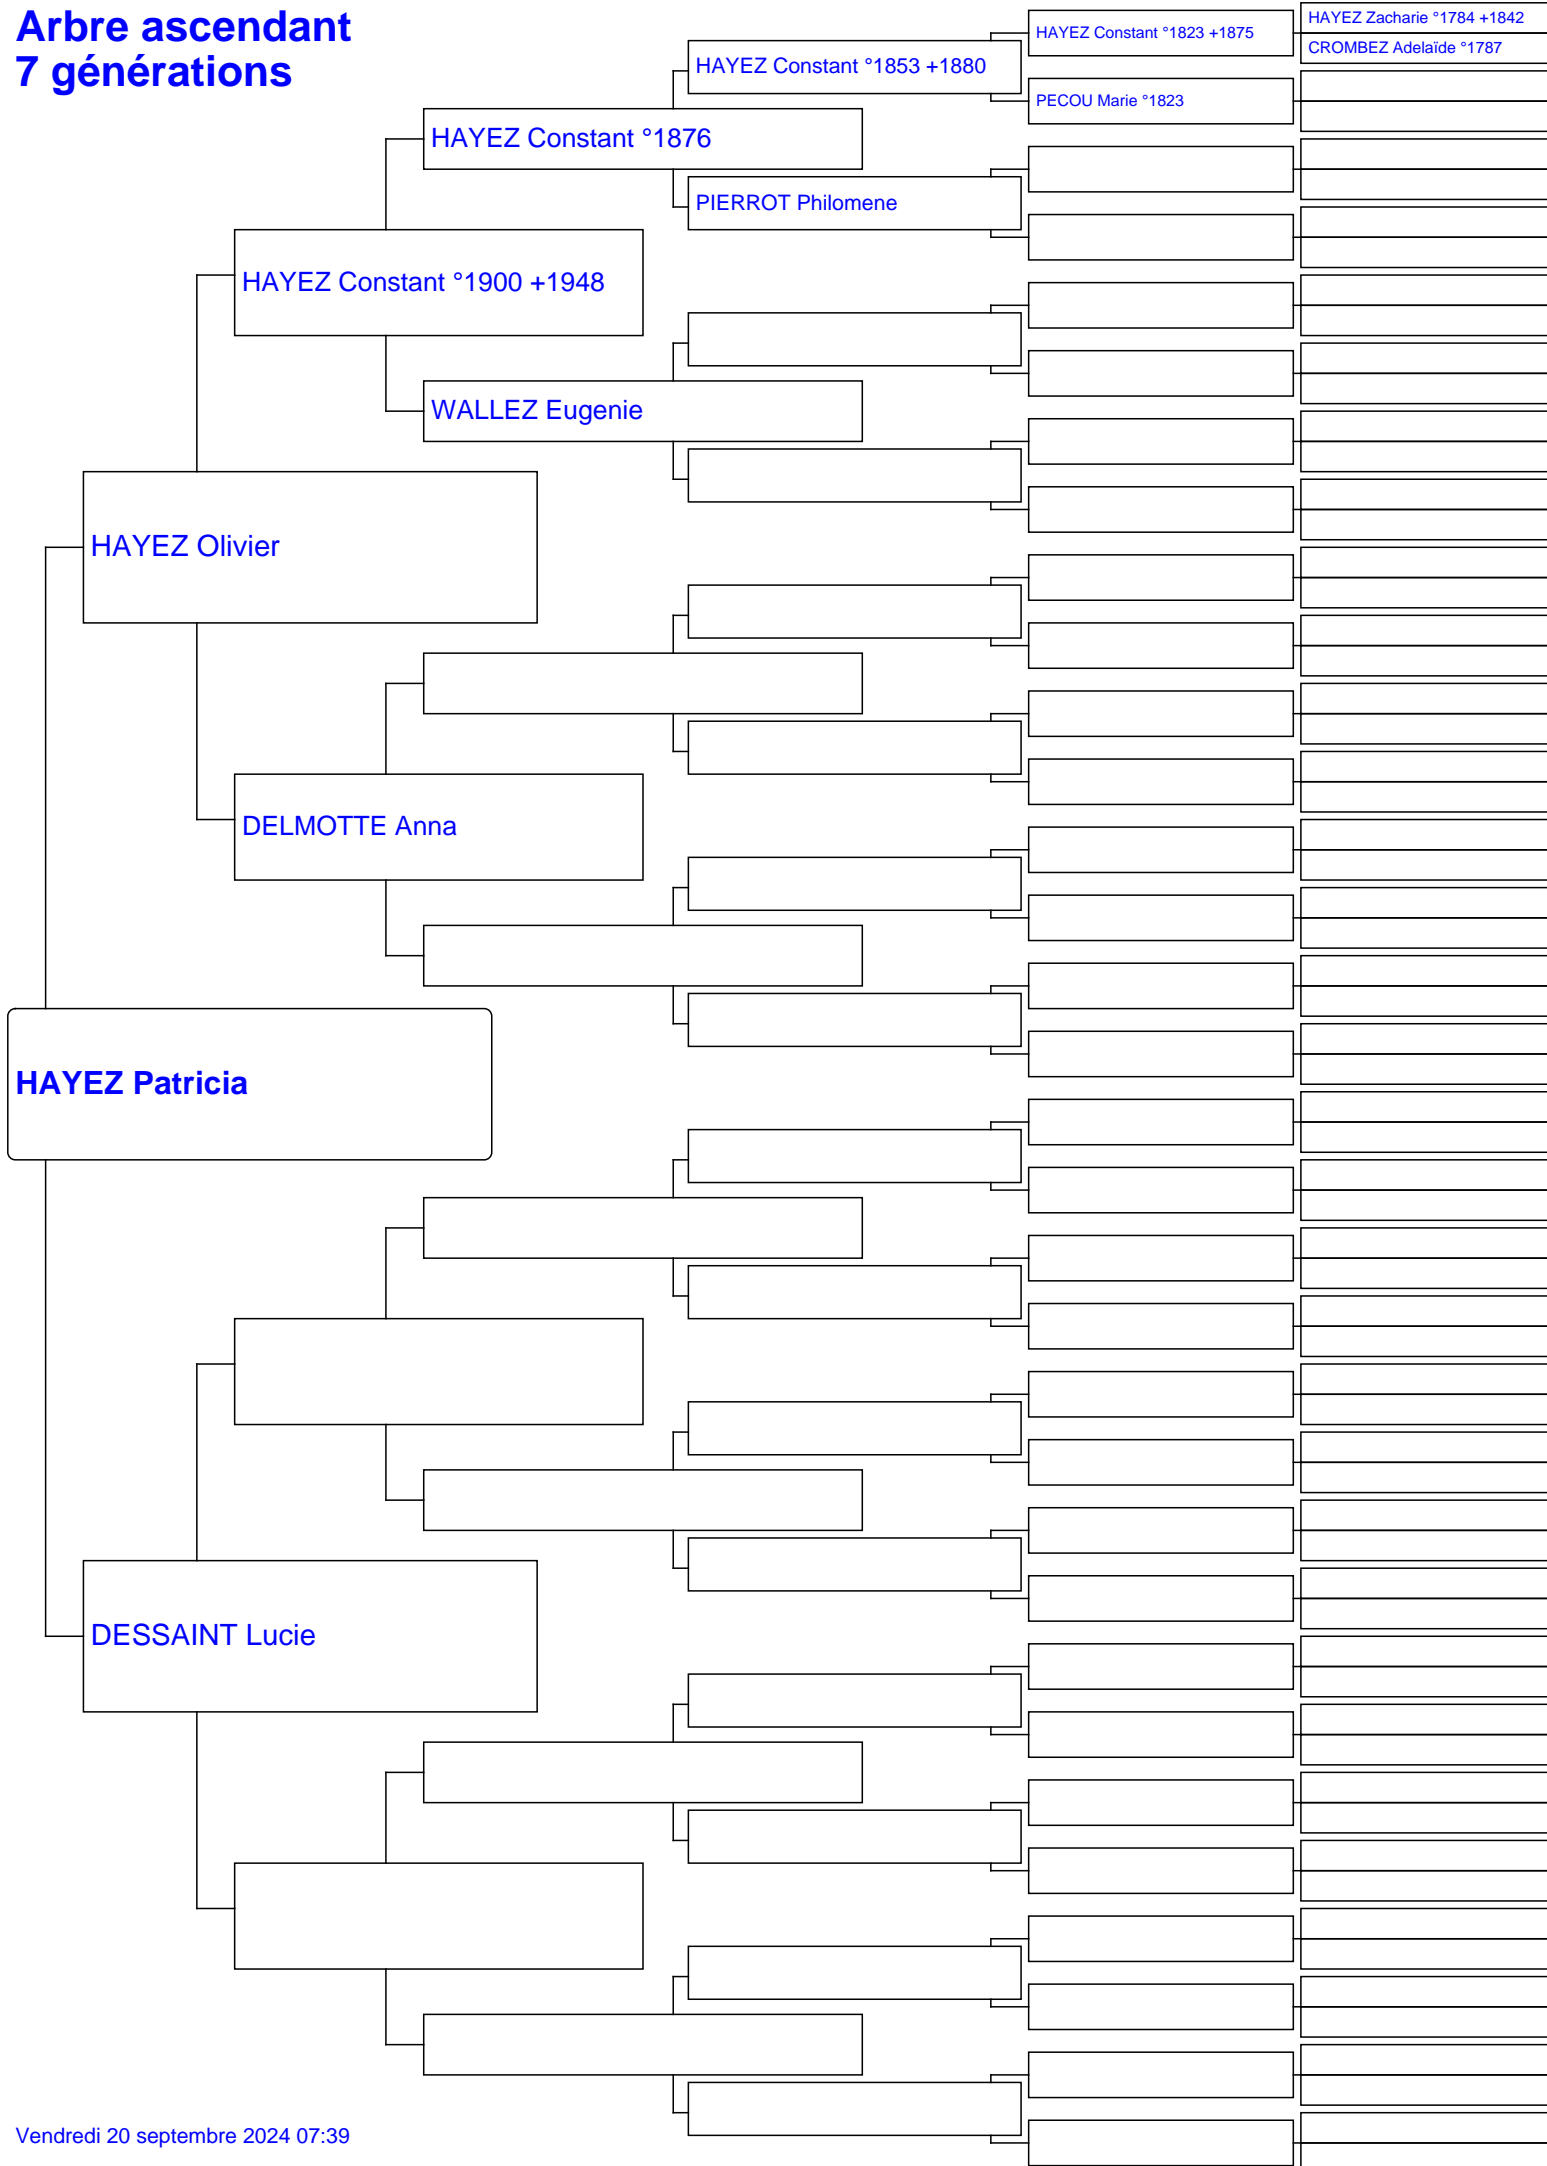 Arbre ascendant
7 générations
HAYEZ Zacharie °1784 +1842
HAYEZ Constant °1823 +1875
CROMBEZ Adelaïde °1787
HAYEZ Constant °1853 +1880
PECOU Marie °1823
HAYEZ Constant °1876
PIERROT Philomene
HAYEZ Constant °1900 +1948
WALLEZ Eugenie
HAYEZ Olivier
DELMOTTE Anna
HAYEZ Patricia
DESSAINT Lucie
Vendredi 20 septembre 2024 07:39